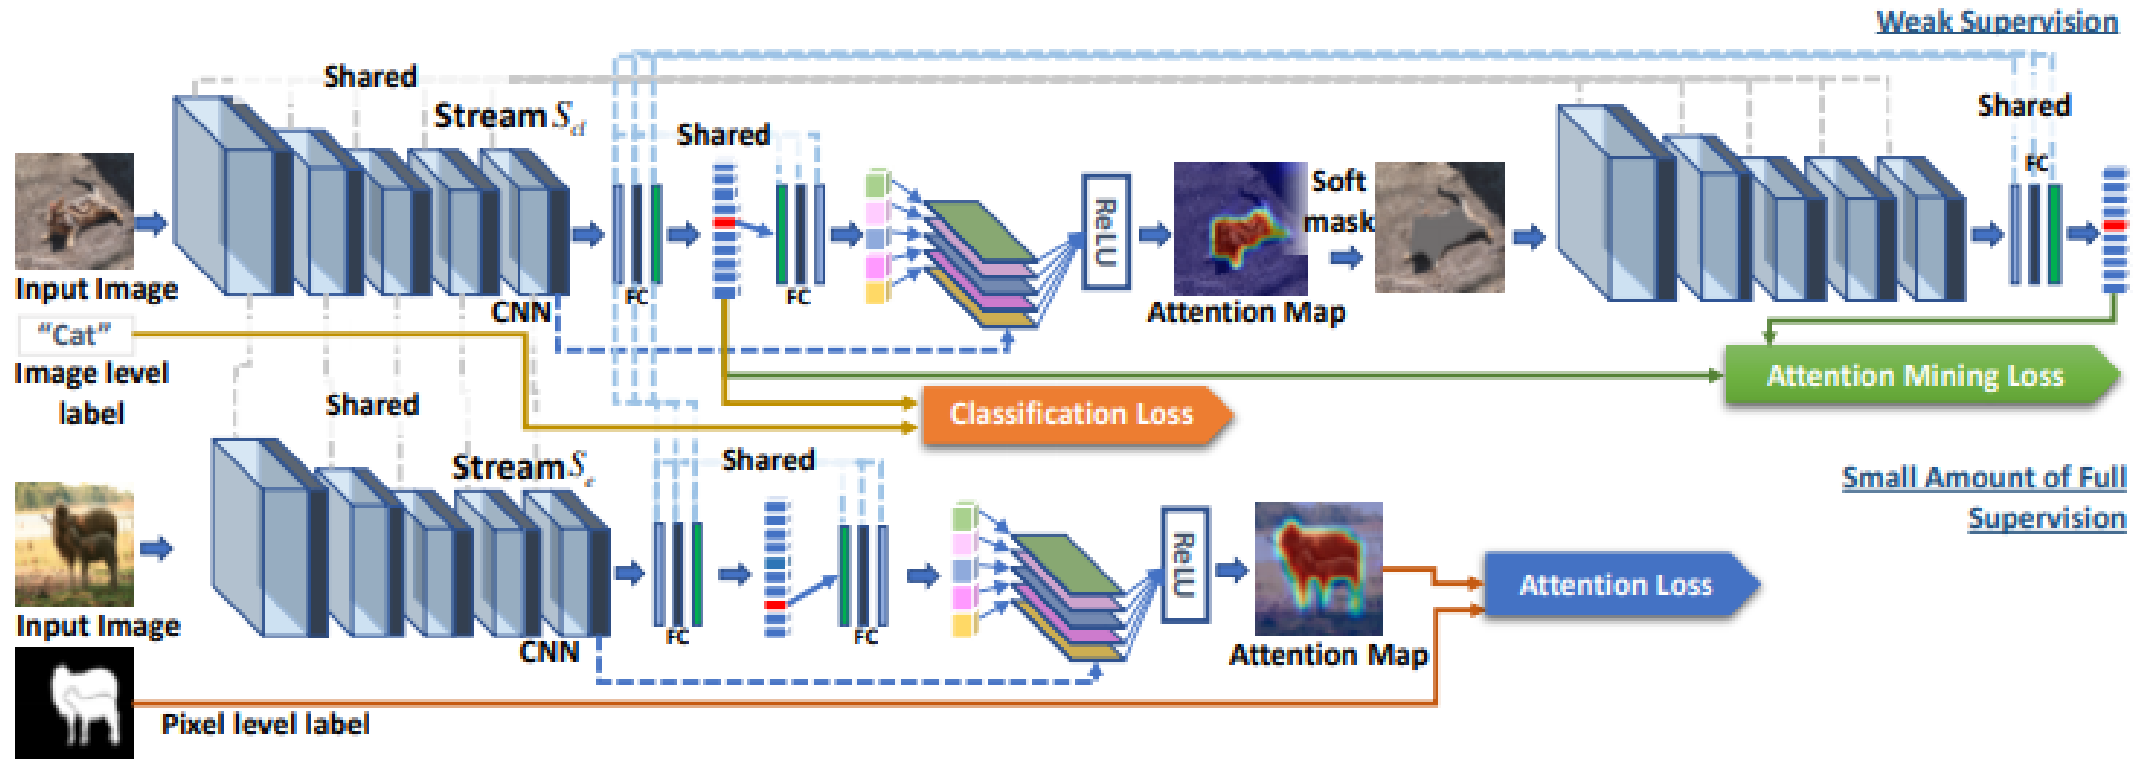 Weak Supervision
Shared
Stream S_cl
Shared
Shared
FC
FC
FC
ReLU
Soft
mask
Input Image
CNN
Attention Map
"Cat"
Image level
label
Shared
Classification Loss
Attention Mining Loss
Stream S_e
Shared
Small Amount of Full
Supervision
ReLU
Attention Loss
Input Image
CNN
FC
FC
Attention Map
Pixel level label